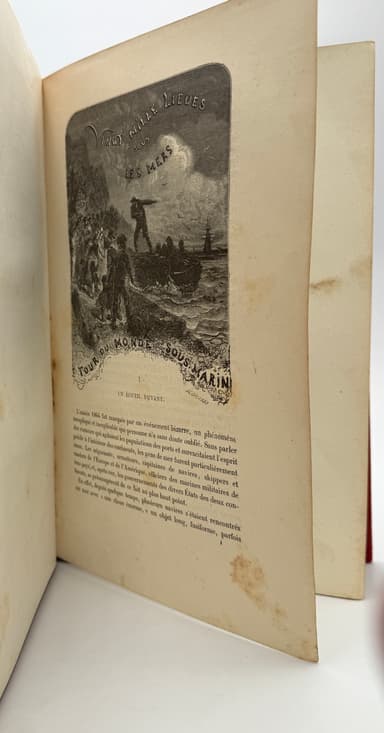 VINGT MILLE LIEUES
SOUS
LES MERS
TOUR DU MONDE SOUS-MARIN
I
UN ÉCUEIL FUYANT.
L'année 1866 fut marquée par un événement bizarre, un phénomène
inexpliqué et inexplicable que personne n'a sans doute oublié. Sans parler
des rumeurs qui agitaient les populations des ports et surexcitaient l'esprit
public à l'intérieur des continents, les gens de mer furent particulièrement
émus. Les négociants, armateurs, capitaines de navires, skippers et
masters de l'Europe et de l'Amérique, officiers des marines militaires de
tous pays, et, après eux, les gouvernements des divers États des deux con-
tinents, se préoccupèrent de ce fait au plus haut point.
En effet, depuis quelque temps, plusieurs navires s'étaient rencontrés
sur mer avec « une chose énorme, » un objet long, fusiforme, parfois